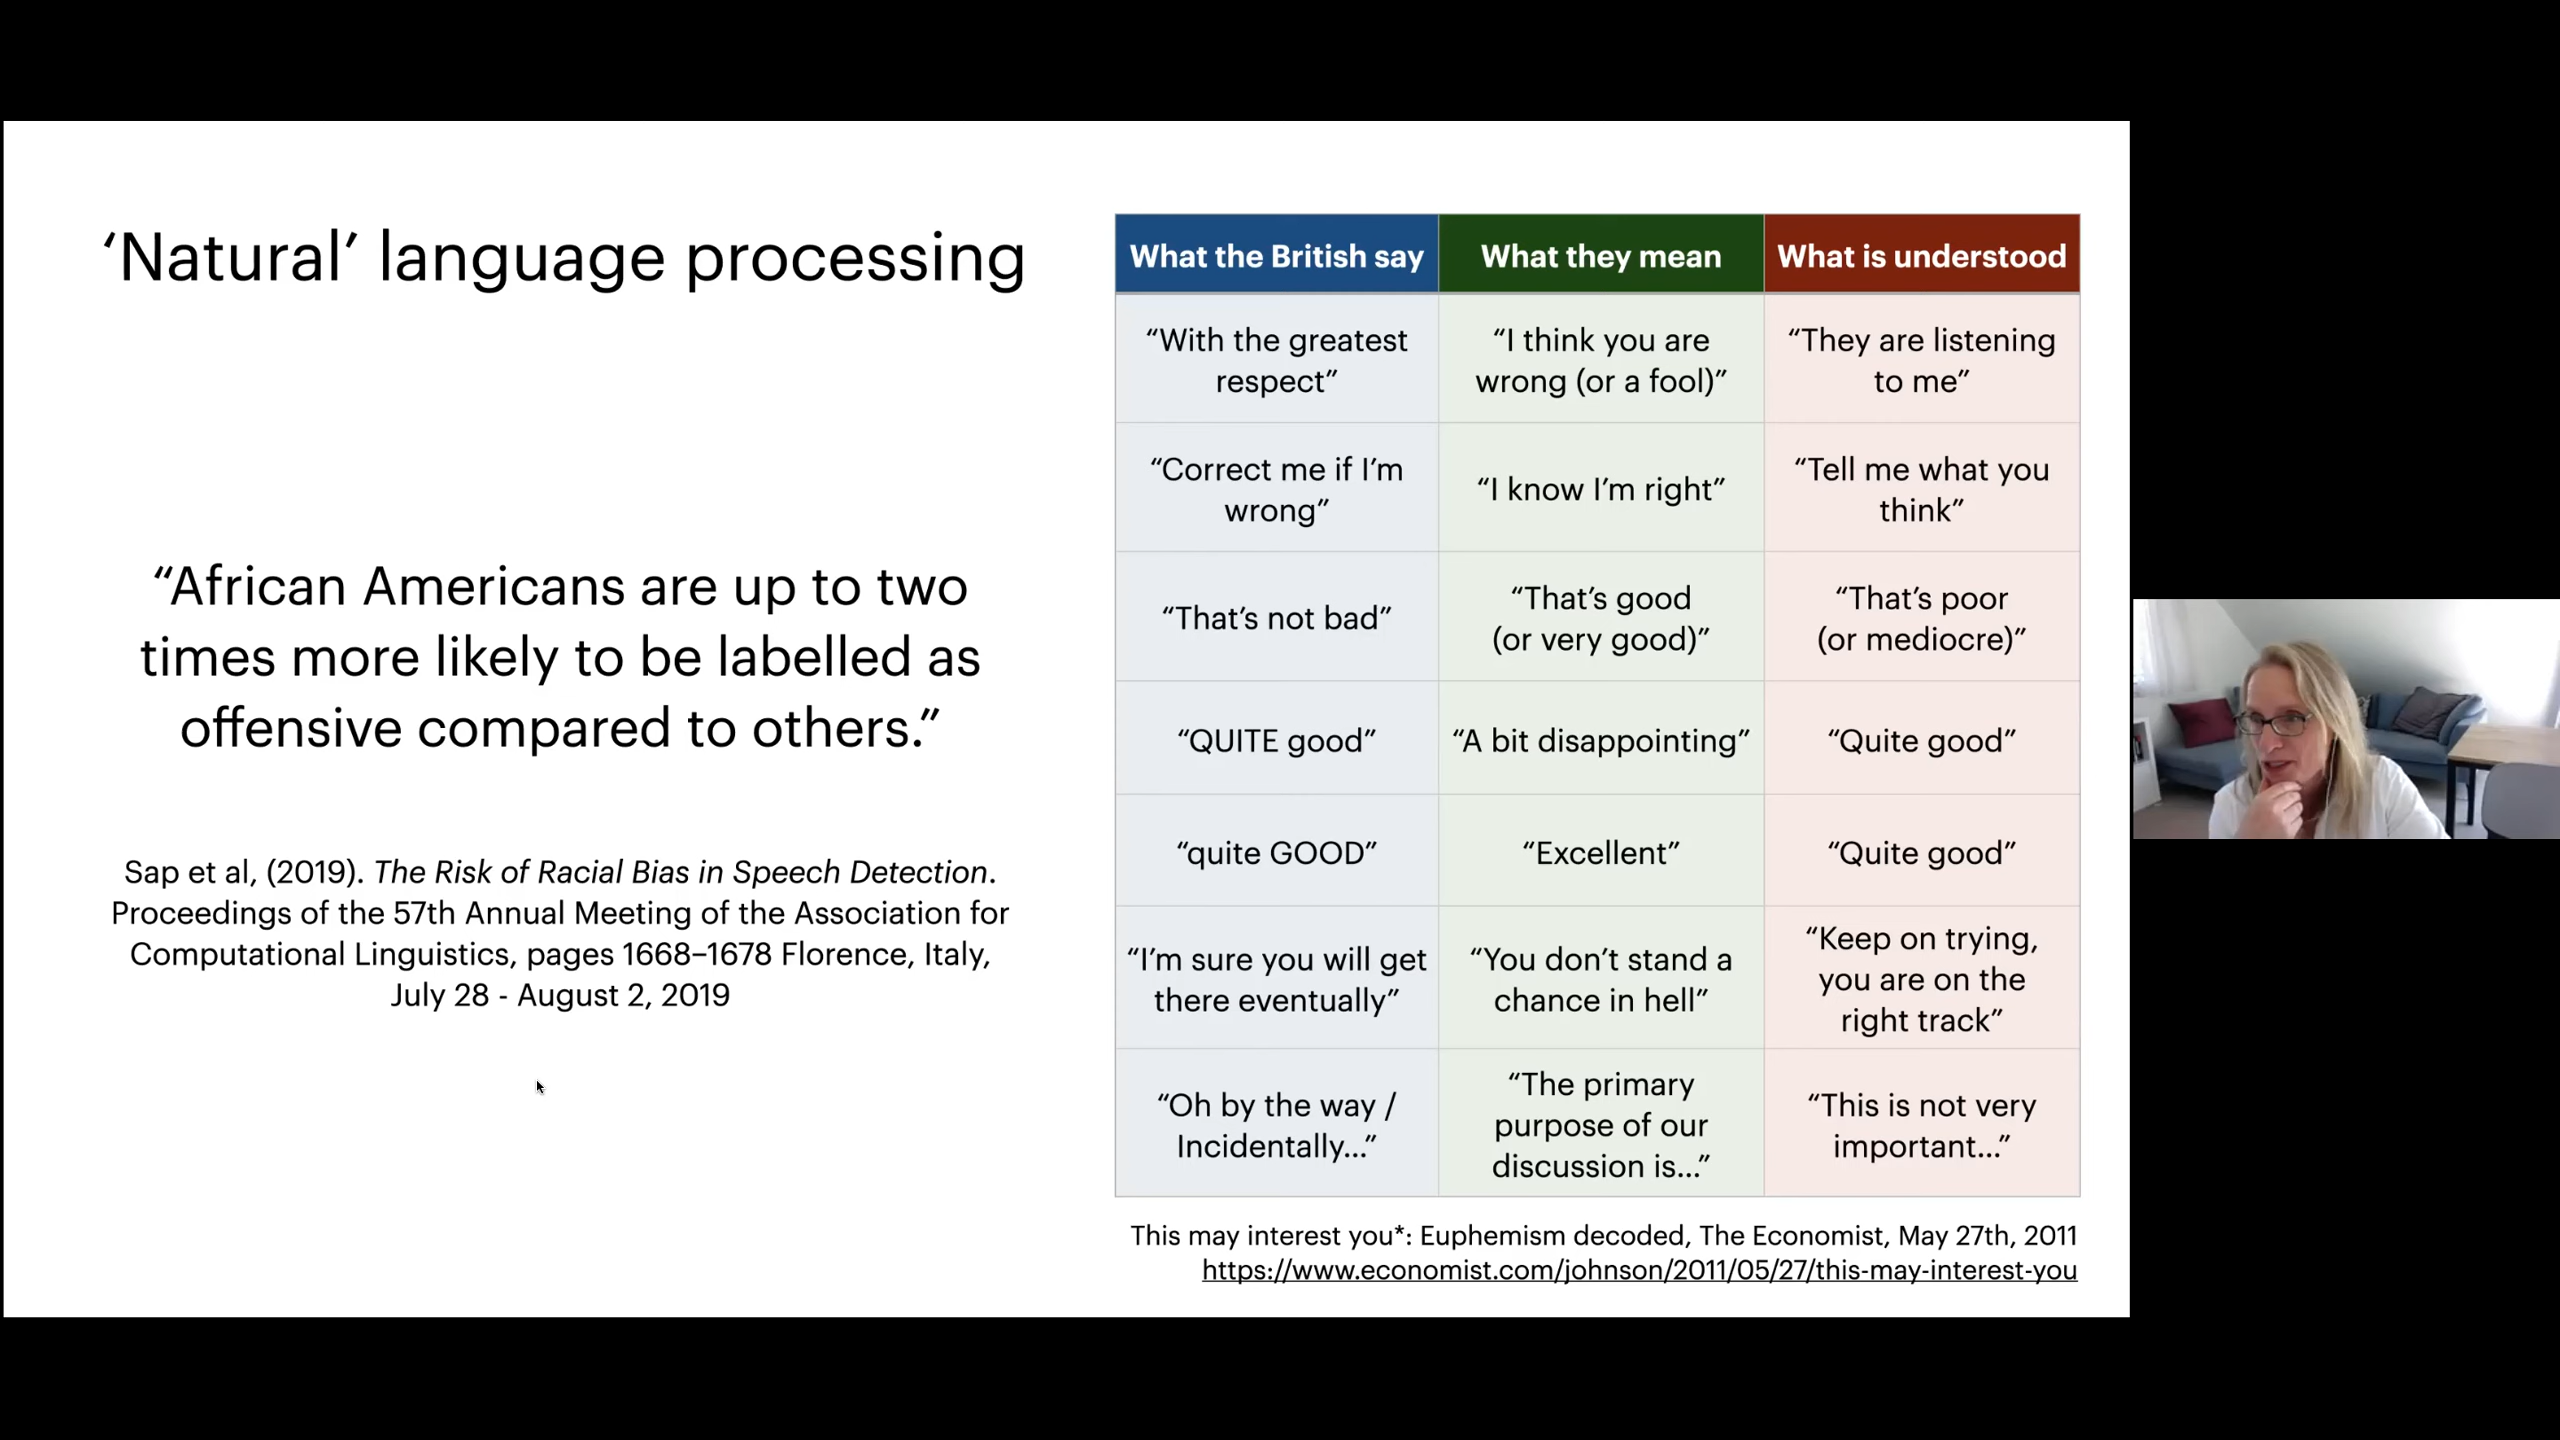 ‘Natural’ language processing
“African Americans are up to two
times more likely to be labelled as
offensive compared to others.”
Sap et al, (2019). The Risk of Racial Bias in Speech Detection.
Proceedings of the 57th Annual Meeting of the Association for
Computational Linguistics, pages 1668–1678 Florence, Italy,
July 28 - August 2, 2019
What the British say
What they mean
What is understood
“With the greatest
respect”
“I think you are
wrong (or a fool)”
“They are listening
to me”
“Correct me if I’m
wrong”
“I know I’m right”
“Tell me what you
think”
“That’s not bad”
“That’s good
(or very good)”
“That’s poor
(or mediocre)”
“QUITE good”
“A bit disappointing”
“Quite good”
“quite GOOD”
“Excellent”
“Quite good”
“I’m sure you will get
there eventually”
“You don’t stand a
chance in hell”
“Keep on trying,
you are on the
right track”
“Oh by the way /
Incidentally...”
“The primary
purpose of our
discussion is...”
“This is not very
important...”
This may interest you*: Euphemism decoded, The Economist, May 27th, 2011
https://www.economist.com/johnson/2011/05/27/this-may-interest-you